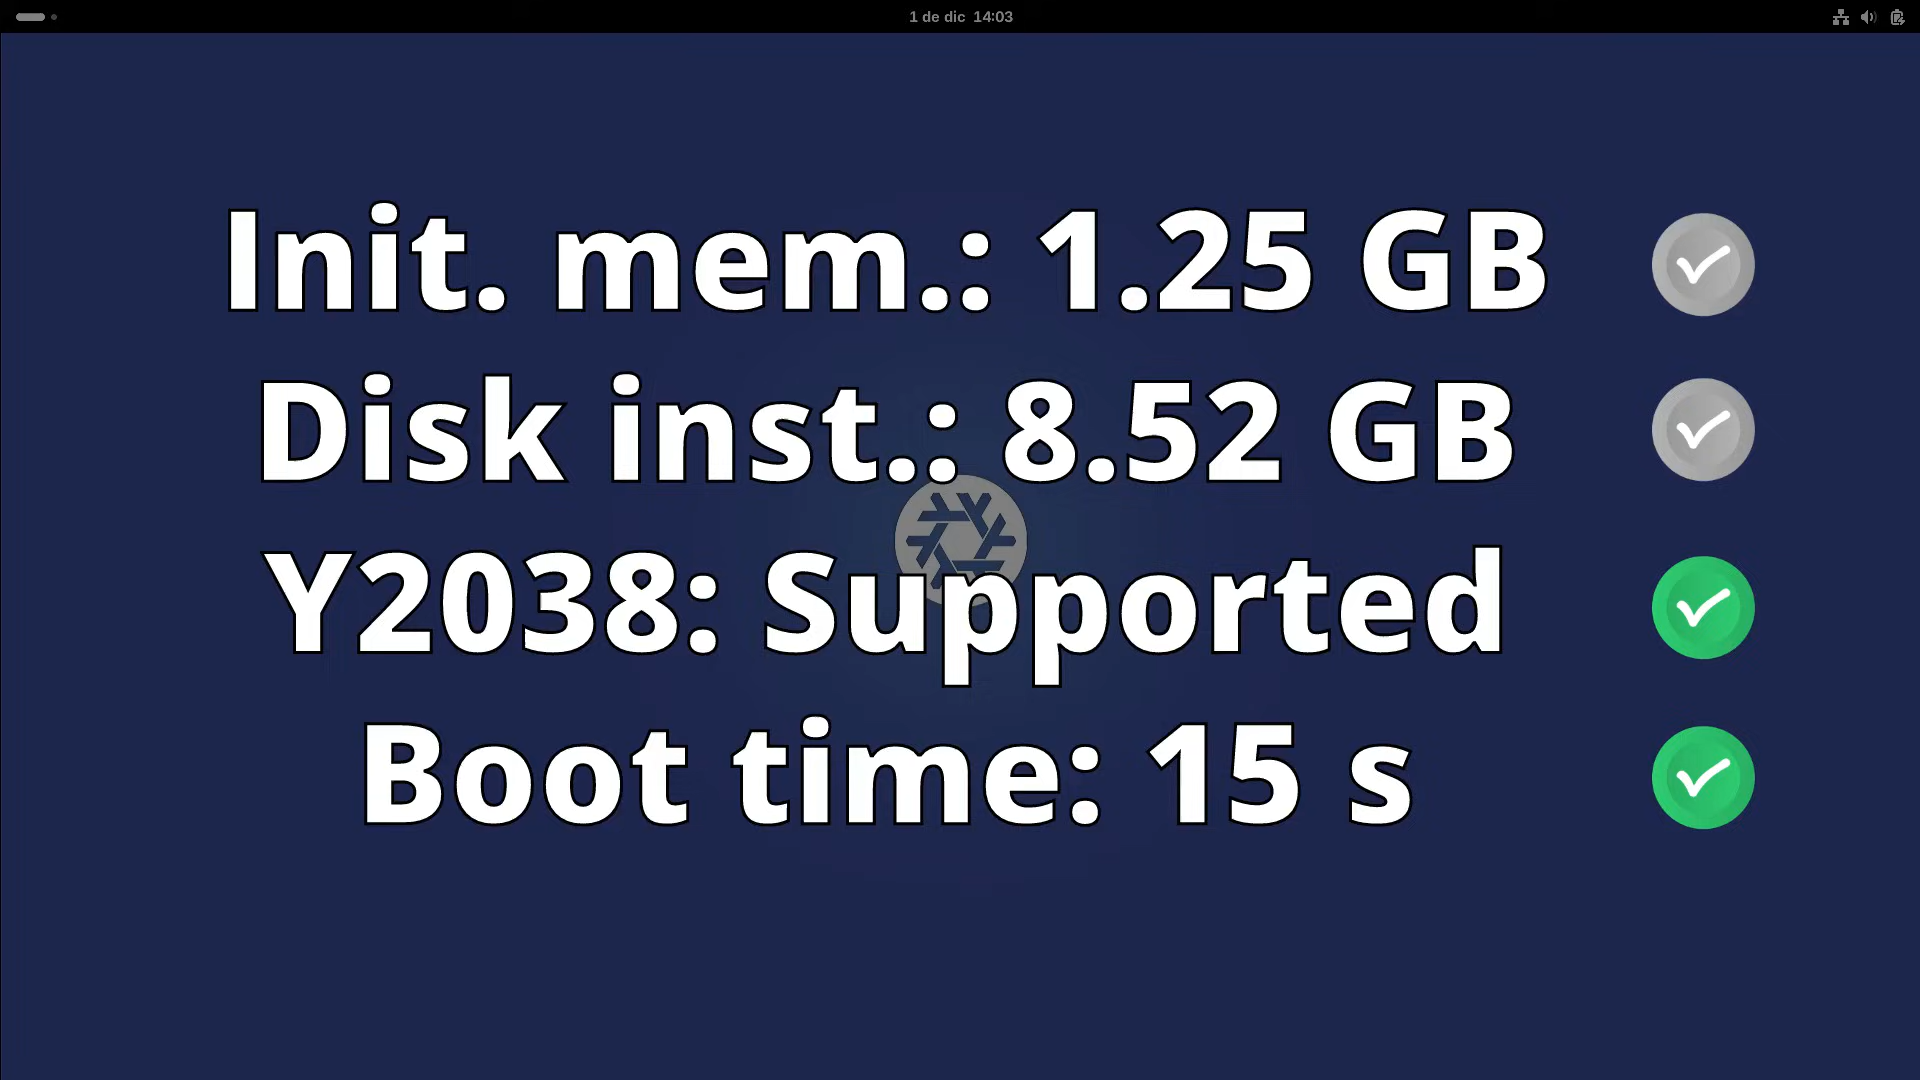 1 de dic 14:03
Init. mem.: 1.25 GB
Disk inst.: 8.52 GB
Y2038: Supported
Boot time: 15 s